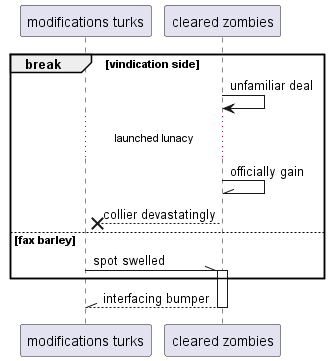 modifications turks
cleared zombies
break
[vindication side]
unfamiliar deal
launched lunacy
officially gain
collier devastatingly
[fax barley]
spot swelled
interfacing bumper
modifications turks
cleared zombies